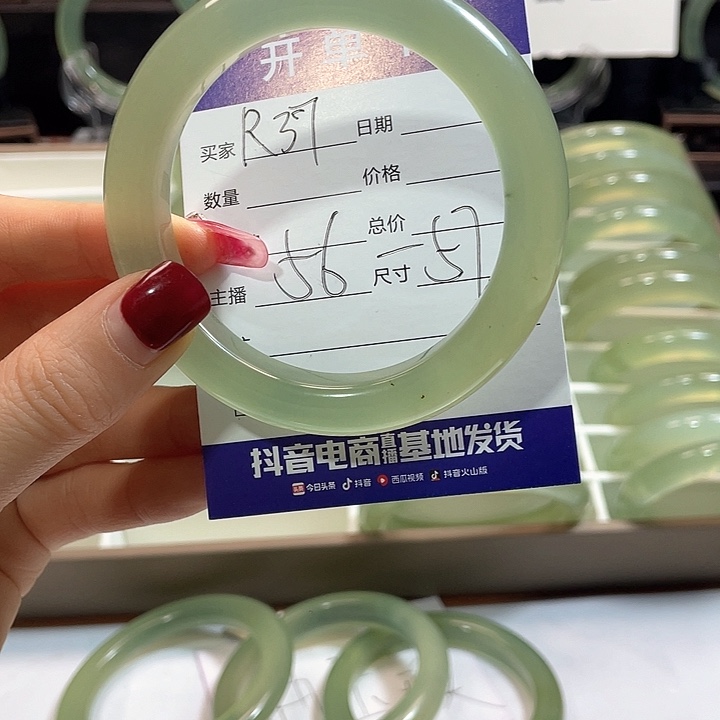 开单
买家 R37 日期
数量 价格
总价
主播 56-57 尺寸
抖音电商直播基地发货
今日头条 抖音 西瓜视频 抖音火山版